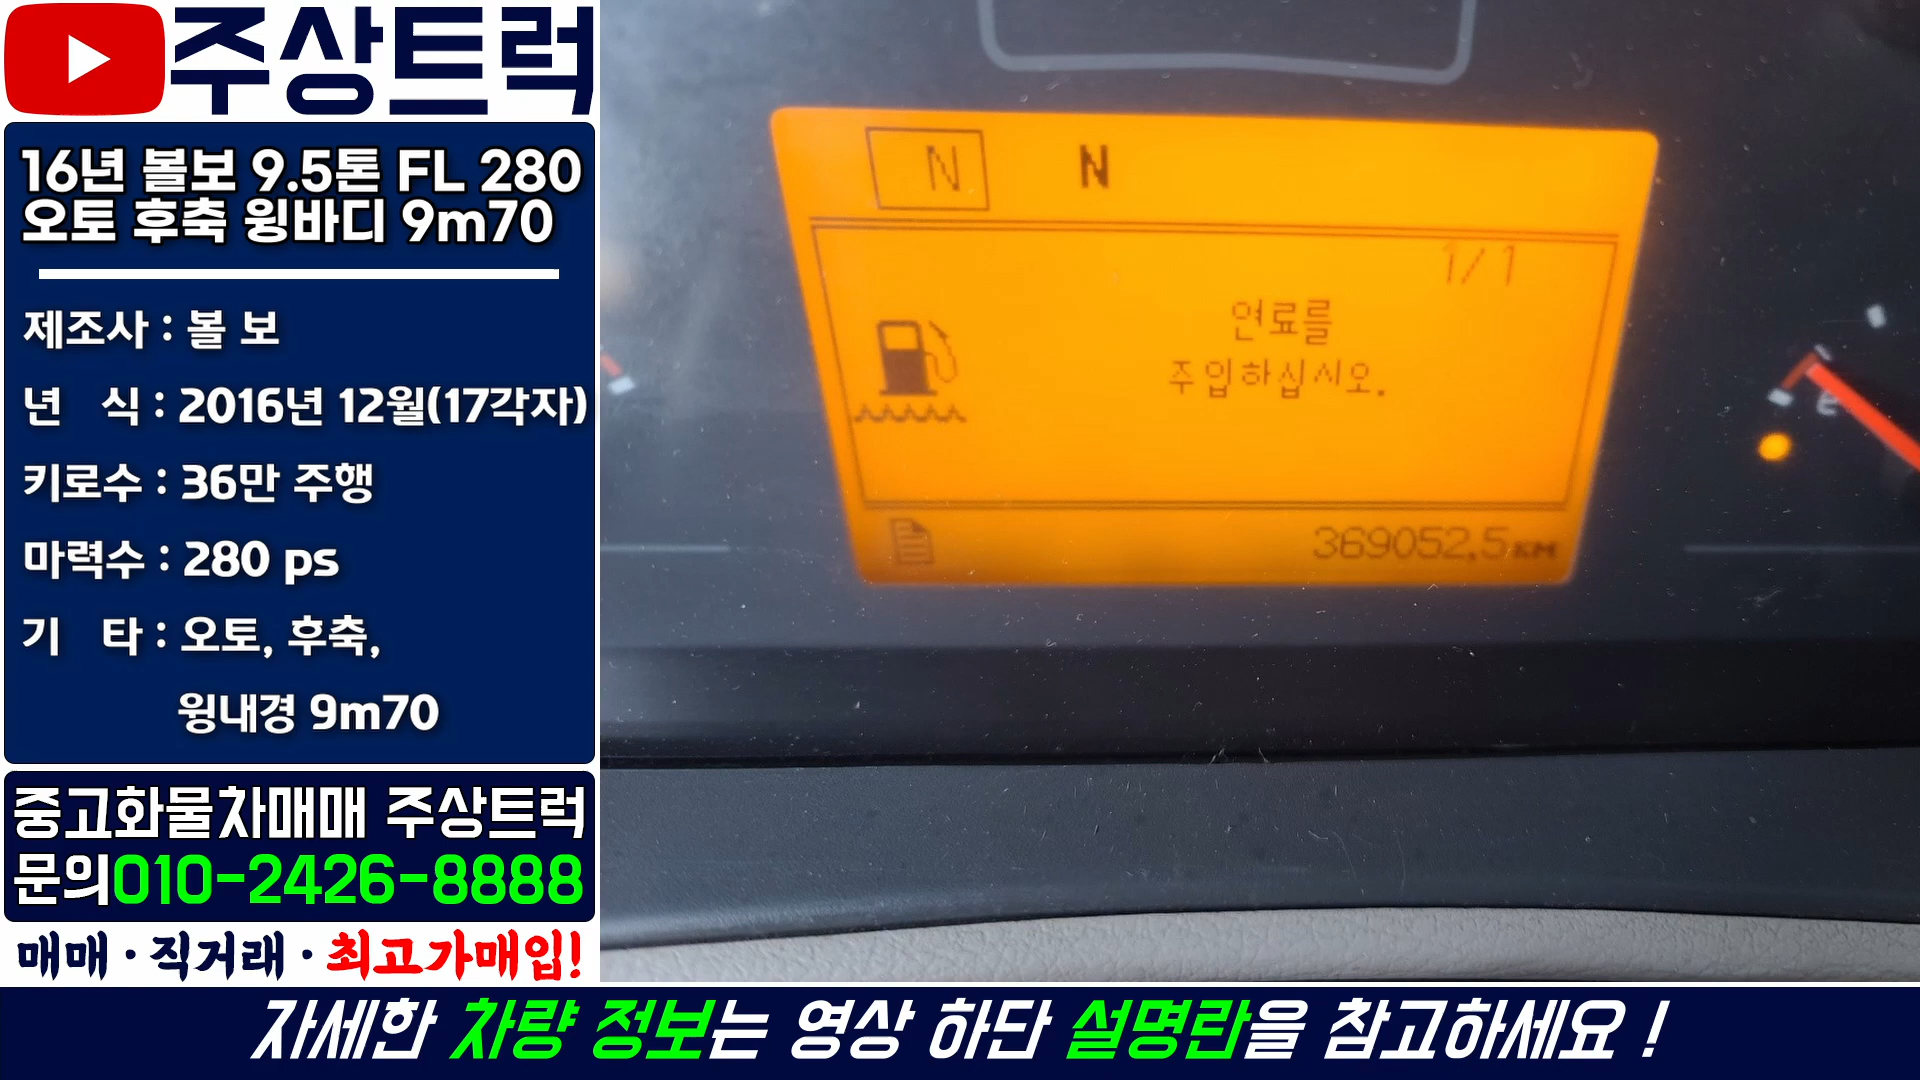 주상트럭
16년 볼보 9.5톤 FL 280
오토 후축 윙바디 9m70
제조사 : 볼 보
년 식 : 2016년 12월(17각자)
키로수 : 36만 주행
마력수 : 280 ps
기 타 : 오토, 후축,
윙내경 9m70
중고화물차매매 주상트럭
문의010-2426-8888
매매 · 직거래 · 최고가매입!
N N
1/1
연료를
주입하십시오.
369052,5KM
E
자세한 차량 정보는 영상 하단 설명란을 참고하세요 !